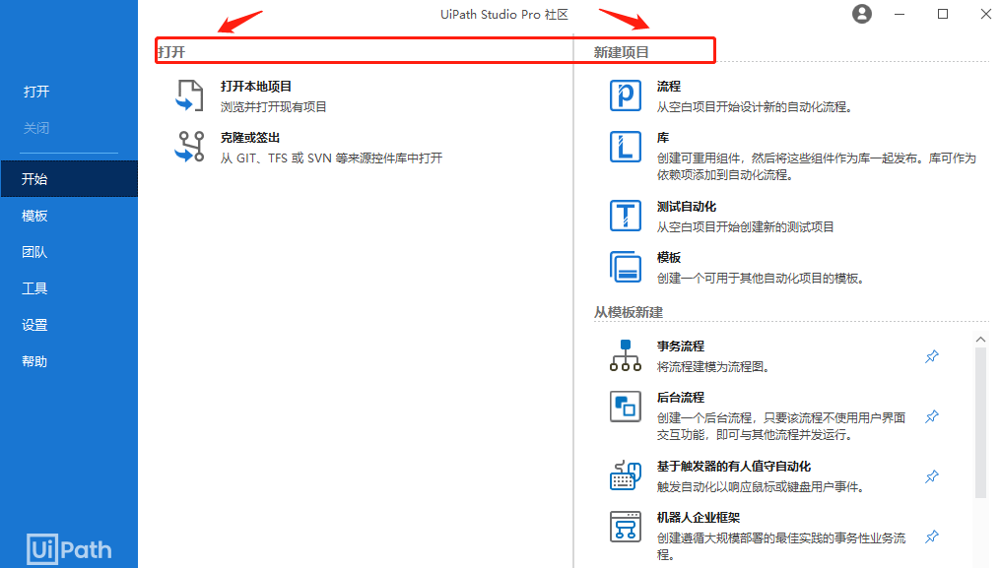 UiPath Studio Pro 社区
打开
关闭
开始
模板
团队
工具
设置
帮助
UiPath
打开
打开本地项目
浏览并打开现有项目
克隆或签出
从 GIT、TFS 或 SVN 等来源控件库中打开
新建项目
流程
从空白项目开始设计新的自动化流程。
库
创建可重用组件，然后将这些组件作为库一起发布。库可作为
依赖项添加到自动化流程。
测试自动化
从空白项目开始创建新的测试项目
模板
创建一个可用于其他自动化项目的模板。
从模板新建
事务流程
将流程建模为流程图。
后台流程
创建一个后台流程，只要该流程不使用用户界面
交互功能，即可与其他流程并发运行。
基于触发器的有人值守自动化
触发自动化以响应鼠标或键盘用户事件。
机器人企业框架
创建遵循大规模部署的最佳实践的事务性业务流
程。